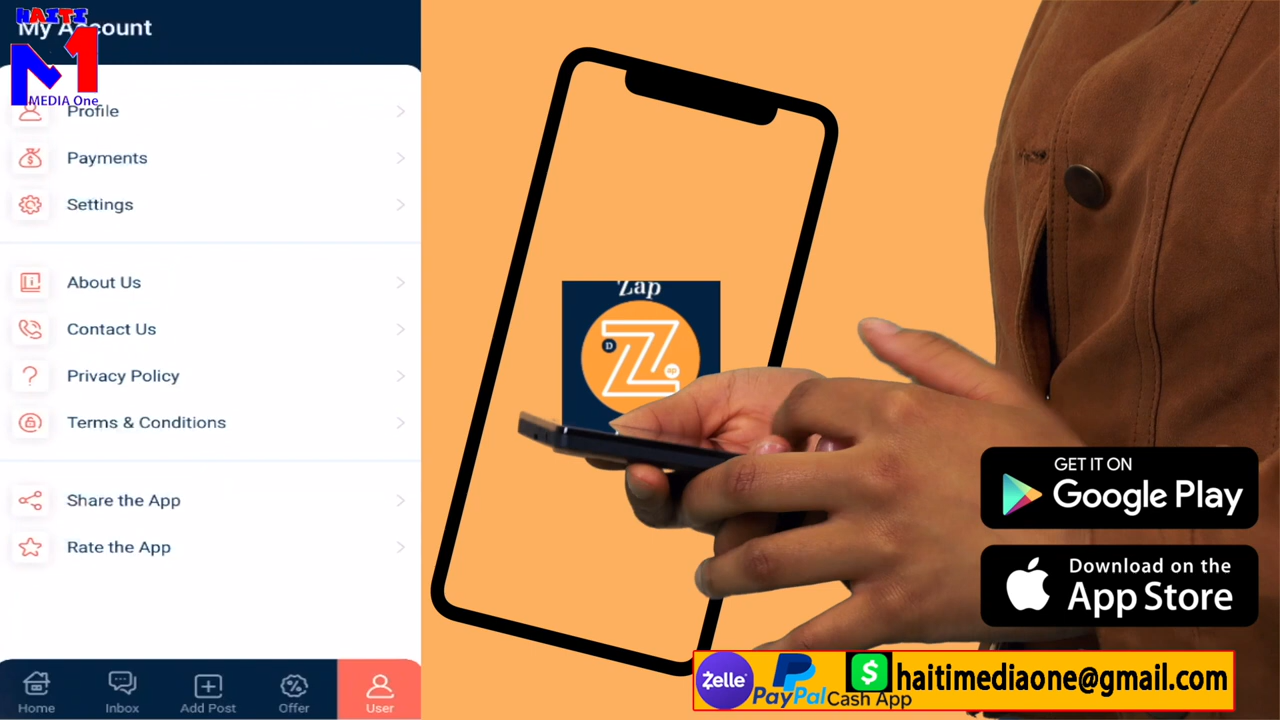 HAITI
M1
MEDIA One
My Account
Profile
Payments
Settings
About Us
Contact Us
Privacy Policy
Terms & Conditions
Share the App
Rate the App
Home
Inbox
Add Post
Offer
User
Zap
D
Z
GET IT ON
Google Play
Download on the
App Store
Zelle
PayPal
$
Cash App
haitimediaone@gmail.com